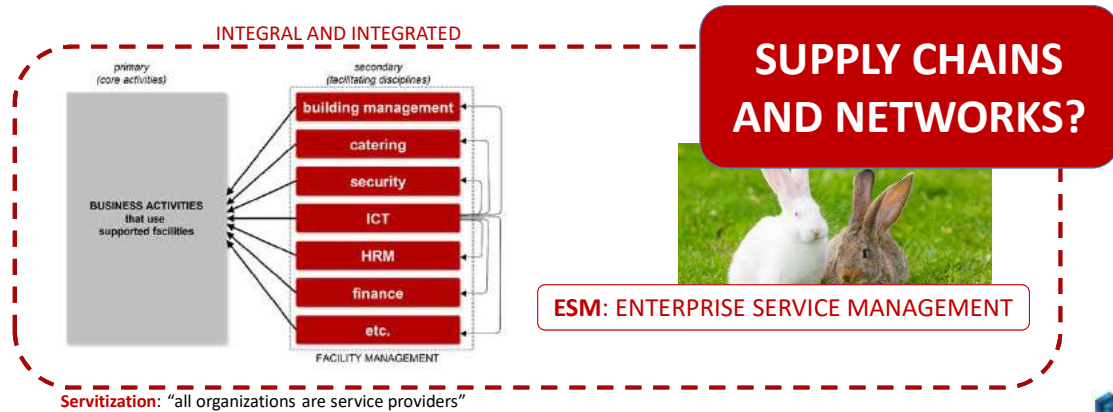 INTEGRAL AND INTEGRATED
SUPPLY CHAINS
AND NETWORKS?
primary
(core activities)
secondary
(facilitating disciplines)
building management
catering
security
BUSINESS ACTIVITIES
that use
supported facilities
ICT
HRM
finance
etc.
FACILITY MANAGEMENT
ESM: ENTERPRISE SERVICE MANAGEMENT
Servitization: “all organizations are service providers”